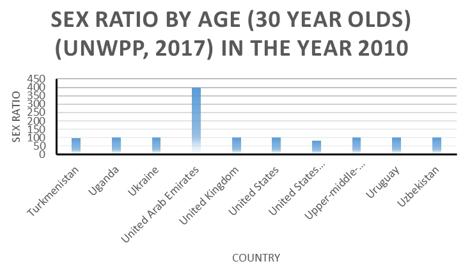 SEX RATIO BY AGE (30 YEAR OLDS)
(UNWPP, 2017) IN THE YEAR 2010
SEX RATIO
450
400
350
300
250
200
150
100
50
0
Turkmenistan
Uganda
Ukraine
United Arab Emirates
United Kingdom
United States
United States...
Upper-middle-...
Uruguay
Uzbekistan
COUNTRY